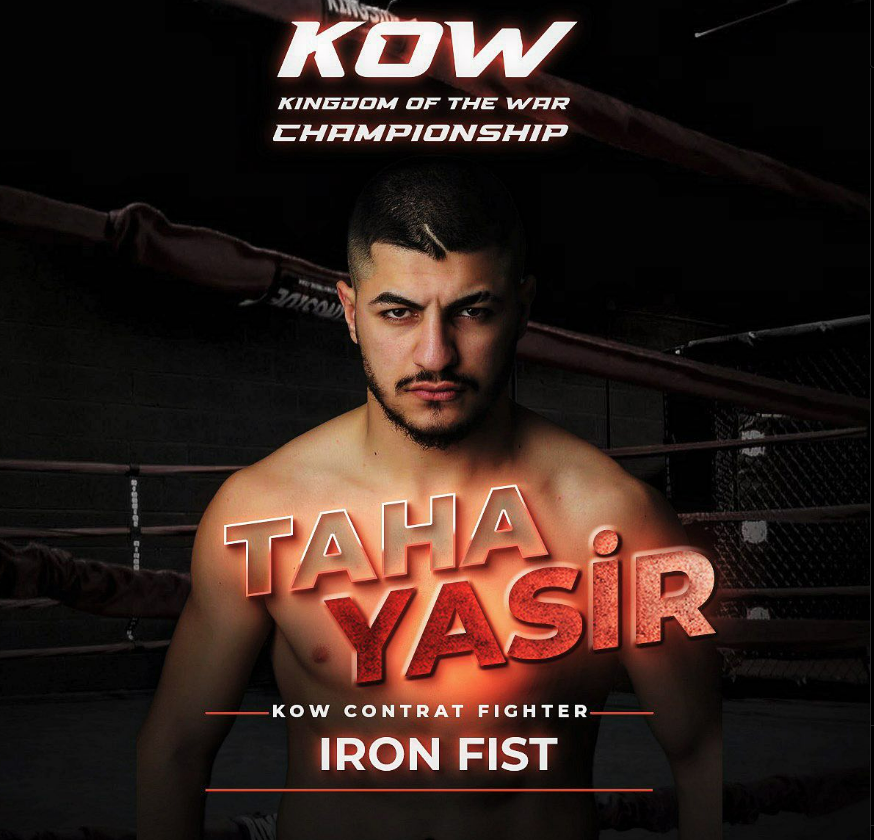 KOW
KINGDOM OF THE WAR
CHAMPIONSHIP
TAHA
YASİR
KOW CONTRAT FIGHTER
IRON FIST